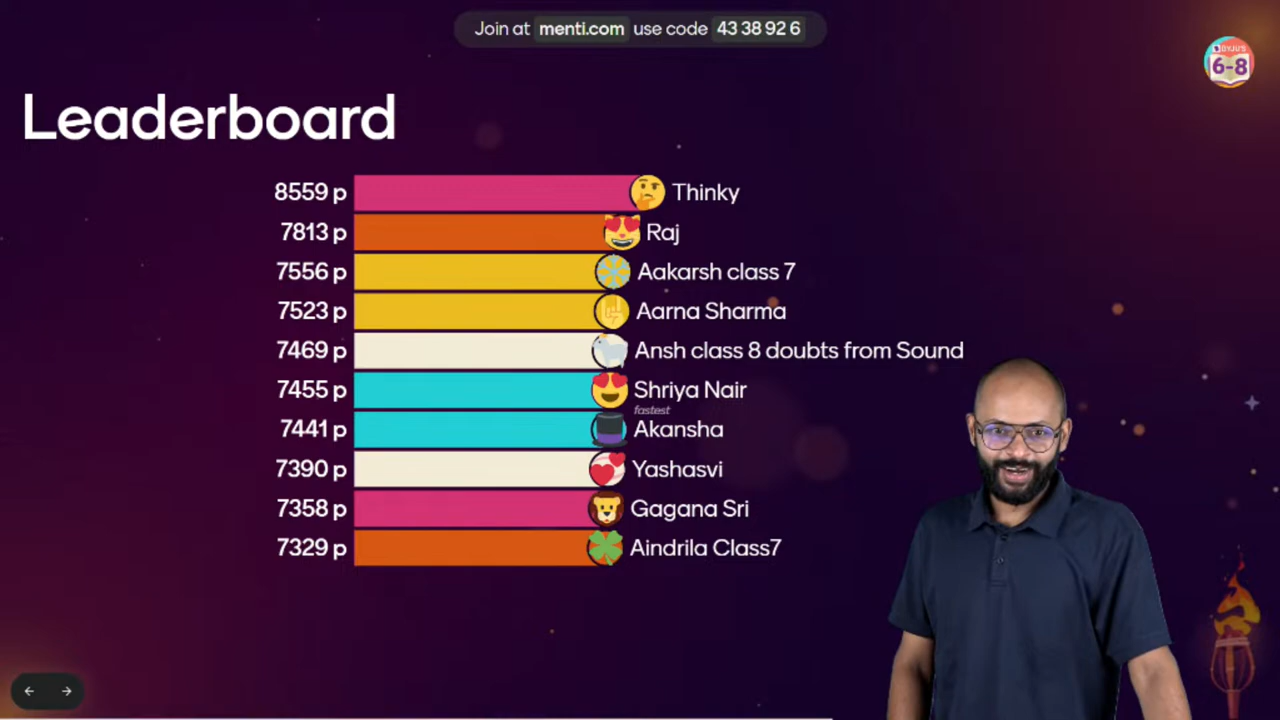 Join at menti.com use code 43 38 92 6
BYJU'S
6-8
Leaderboard
8559 p Thinky
7813 p Raj
7556 p Aakarsh class 7
7523 p Aarna Sharma
7469 p Ansh class 8 doubts from Sound
7455 p Shriya Nair
fastest
7441 p Akansha
7390 p Yashasvi
7358 p Gagana Sri
7329 p Aindrila Class7